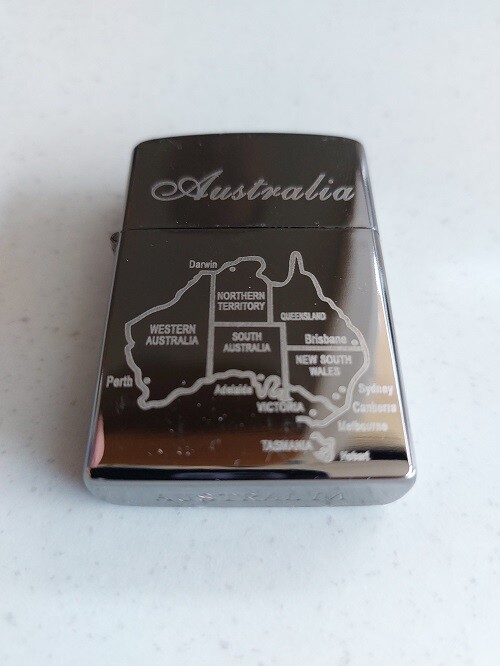 Australia
Darwin
NORTHERN
TERRITORY
QUEENSLAND
WESTERN
AUSTRALIA
SOUTH
AUSTRALIA
Brisbane
NEW SOUTH
WALES
Perth
Adelaide
Sydney
VICTORIA
Canberra
Melbourne
TASMANIA
Hobart
AUSTRALIA